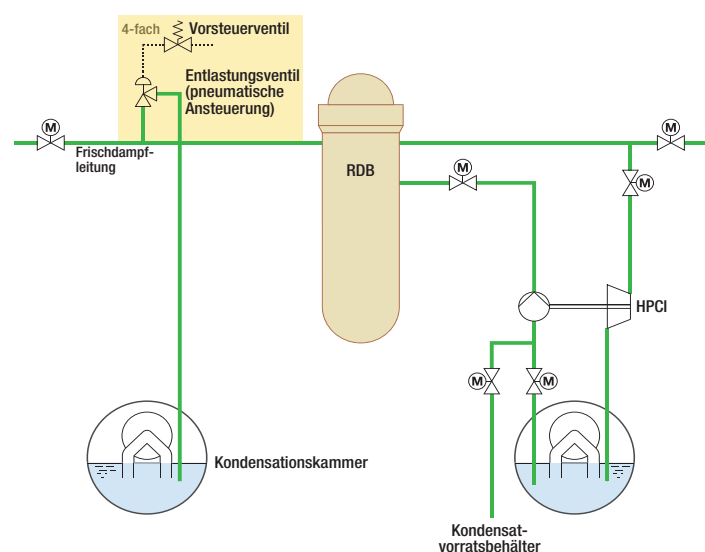 4-fach Vorsteuerventil
Entlastungsventil
(pneumatische
Ansteuerung)
M
M
Frischdampf-
leitung
RDB
M
M
HPCI
M
M
Kondensationskammer
Kondensat-
vorratsbehälter